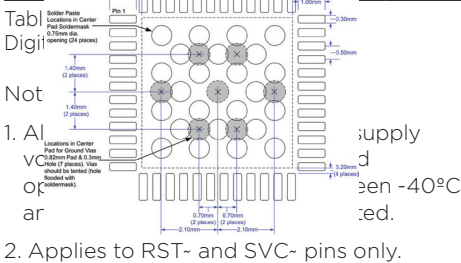 Solder Paste
Locations in Center
Pad Soldermask
0.75mm dia.
opening (24 places)
Pin 1
1.00mm
0.30mm
0.50mm
1.40mm
(2 places)
1.40mm
(2 places)
Locations in Center
Pad for Ground Vias
0.82mm Pad & 0.3mm
Hole (7 places). Vias
should be tented (hole
flooded with
soldermask).
0.20mm
(4 places)
0.70mm
(2 places)
0.70mm
(2 places)
2.10mm
2.10mm
Tabl
Digit
Not
1. Al supply
vo
op een -40ºC
an ted.
2. Applies to RST~ and SVC~ pins only.